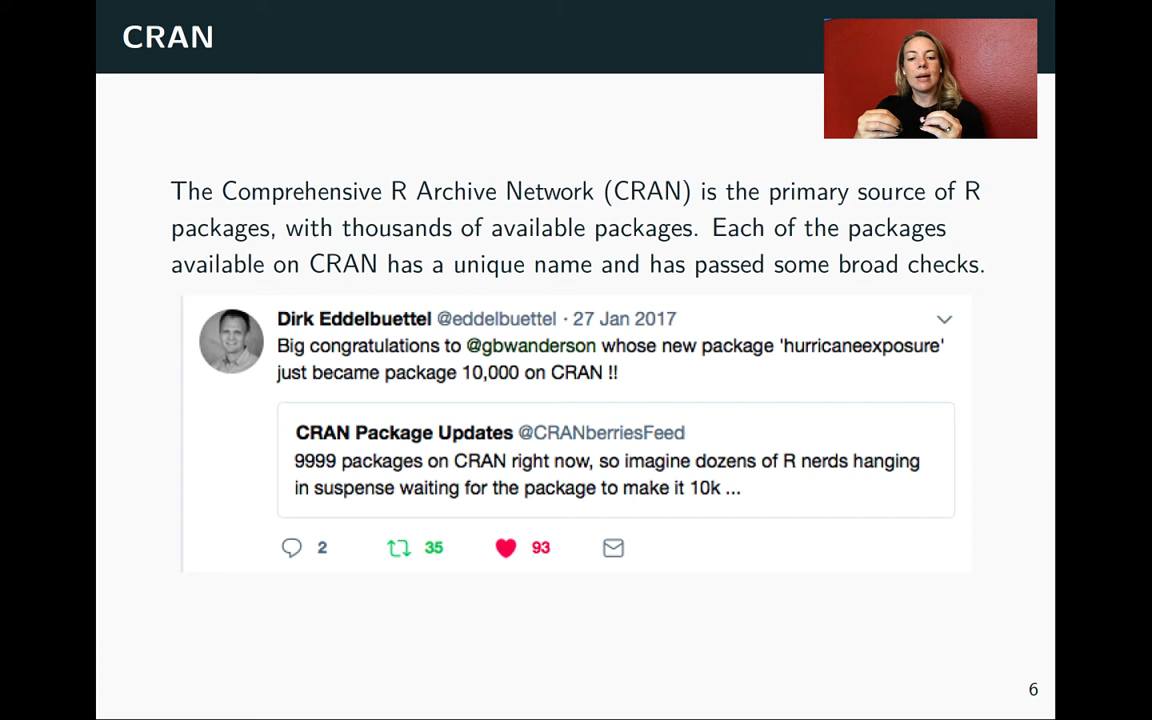 CRAN
The Comprehensive R Archive Network (CRAN) is the primary source of R
packages, with thousands of available packages. Each of the packages
available on CRAN has a unique name and has passed some broad checks.
Dirk Eddelbuettel @eddelbuettel · 27 Jan 2017
Big congratulations to @gbwanderson whose new package 'hurricaneexposure'
just became package 10,000 on CRAN !!
CRAN Package Updates @CRANberriesFeed
9999 packages on CRAN right now, so imagine dozens of R nerds hanging
in suspense waiting for the package to make it 10k ...
2 35 93
6